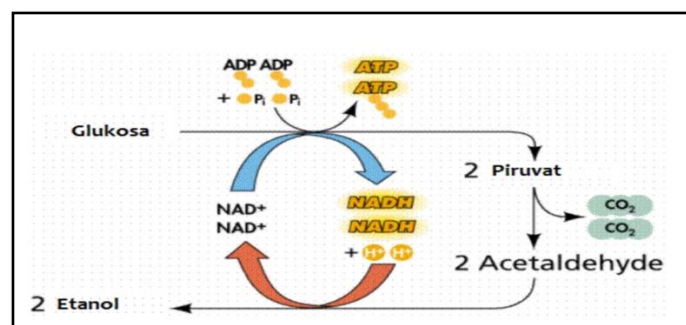 ADP ADP
+ Pi Pi
ATP
ATP
Glukosa
2 Piruvat
NAD+
NAD+
NADH
NADH
+ H+ H+
CO2
CO2
2 Acetaldehyde
2 Etanol